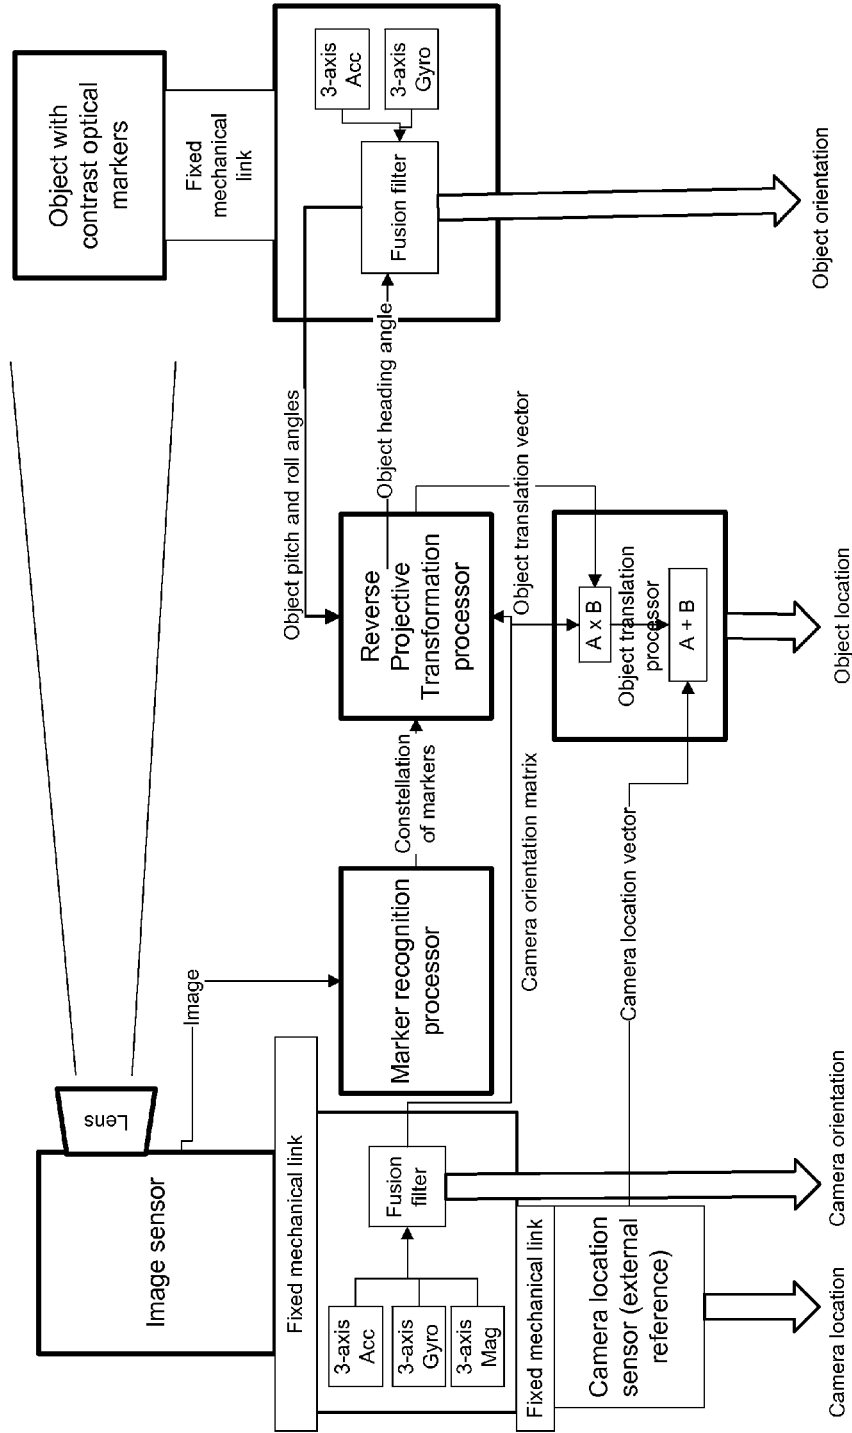 Image sensor
Lens
Image
Object with
contrast optical
markers
Fixed
mechanical
link
Fixed mechanical link
3-axis
Acc
3-axis
Gyro
3-axis
Mag
Fusion
filter
Marker recognition
processor
Constellation
of markers
Reverse
Projective
Transformation
processor
Object pitch and roll angles
Object heading angle
Fusion filter
3-axis
Acc
3-axis
Gyro
Fixed mechanical link
Camera location
sensor (external
reference)
Camera orientation matrix
Camera location vector
Object translation vector
A x B
Object translation
processor
A + B
Camera location
Camera orientation
Object location
Object orientation